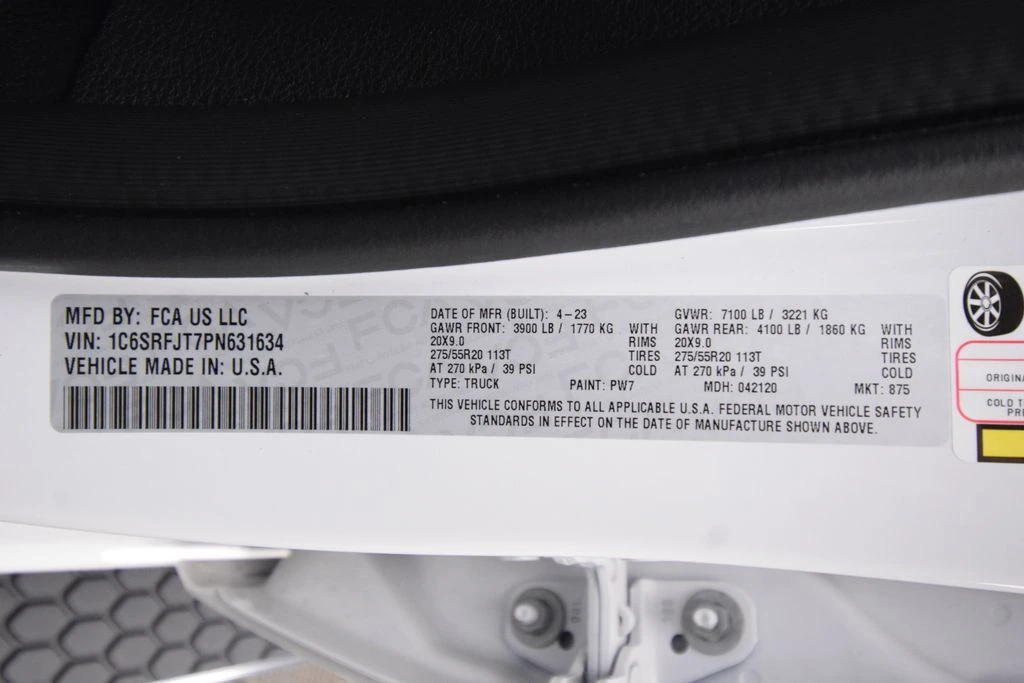 MFD BY: FCA US LLC
VIN: 1C6SRFJT7PN631634
VEHICLE MADE IN: U.S.A.
DATE OF MFR (BUILT): 4-23 GVWR: 7100 LB / 3221 KG
GAWR FRONT: 3900 LB / 1770 KG WITH GAWR REAR: 4100 LB / 1860 KG WITH
20X9.0 RIMS 20X9.0 RIMS
275/55R20 113T TIRES 275/55R20 113T TIRES
AT 270 kPa / 39 PSI COLD AT 270 kPa / 39 PSI COLD
TYPE: TRUCK PAINT: PW7 MDH: 042120 MKT: 875
THIS VEHICLE CONFORMS TO ALL APPLICABLE U.S.A. FEDERAL MOTOR VEHICLE SAFETY
STANDARDS IN EFFECT ON THE DATE OF MANUFACTURE SHOWN ABOVE.
ORIGINA
COLD T
PRE